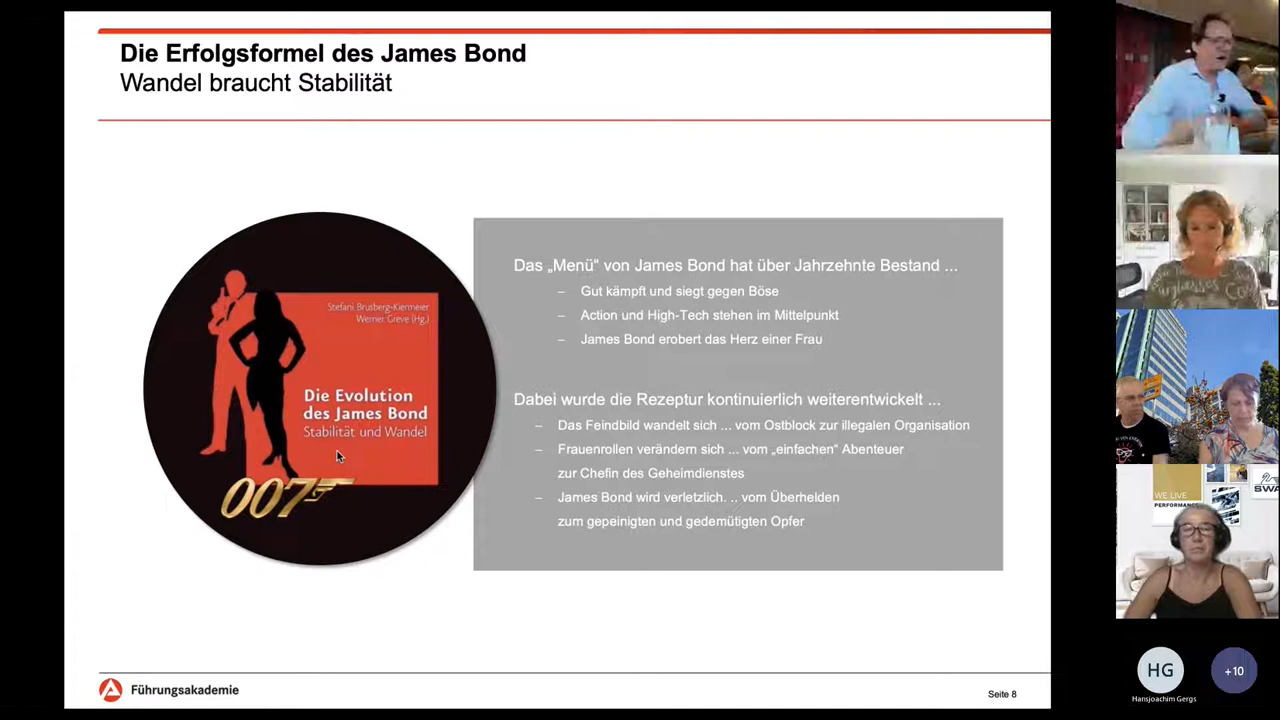 Die Erfolgsformel des James Bond
Wandel braucht Stabilität
Stefani Brusberg-Kiermeier
Werner Greve (Hg.)
Die Evolution
des James Bond
Stabilität und Wandel
007
Das „Menü“ von James Bond hat über Jahrzehnte Bestand ...
– Gut kämpft und siegt gegen Böse
– Action und High-Tech stehen im Mittelpunkt
– James Bond erobert das Herz einer Frau
Dabei wurde die Rezeptur kontinuierlich weiterentwickelt ...
– Das Feindbild wandelt sich ... vom Ostblock zur illegalen Organisation
– Frauenrollen verändern sich ... vom „einfachen“ Abenteuer
zur Chefin des Geheimdienstes
– James Bond wird verletzlich. .. vom Überhelden
zum gepeinigten und gedemütigten Opfer
Führungsakademie
Seite 8
WE LIVE
PERFORMANCE
HG
+10
Hansjoachim Gergs